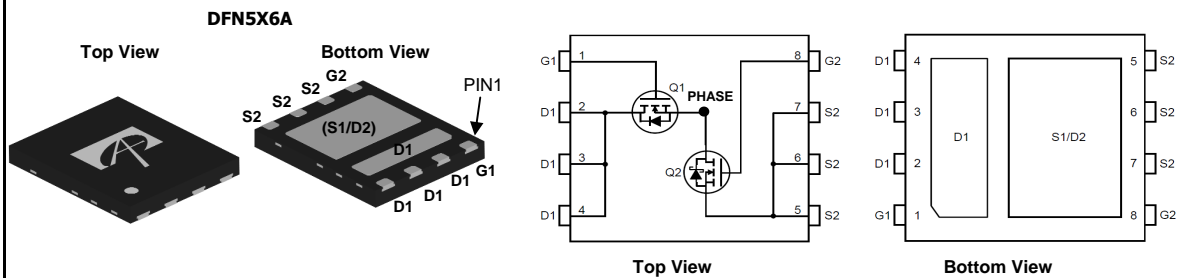 DFN5X6A
Top View
Bottom View
G2
S2
S2
S2
PIN1
(S1/D2)
D1
G1
D1
D1
D1
G1 1
8 G2
Q1
PHASE
D1 2
7 S2
D1 3
6 S2
Q2
D1 4
5 S2
Top View
D1 4
5 S2
D1 3
6 S2
D1
S1/D2
D1 2
7 S2
G1 1
8 G2
Bottom View